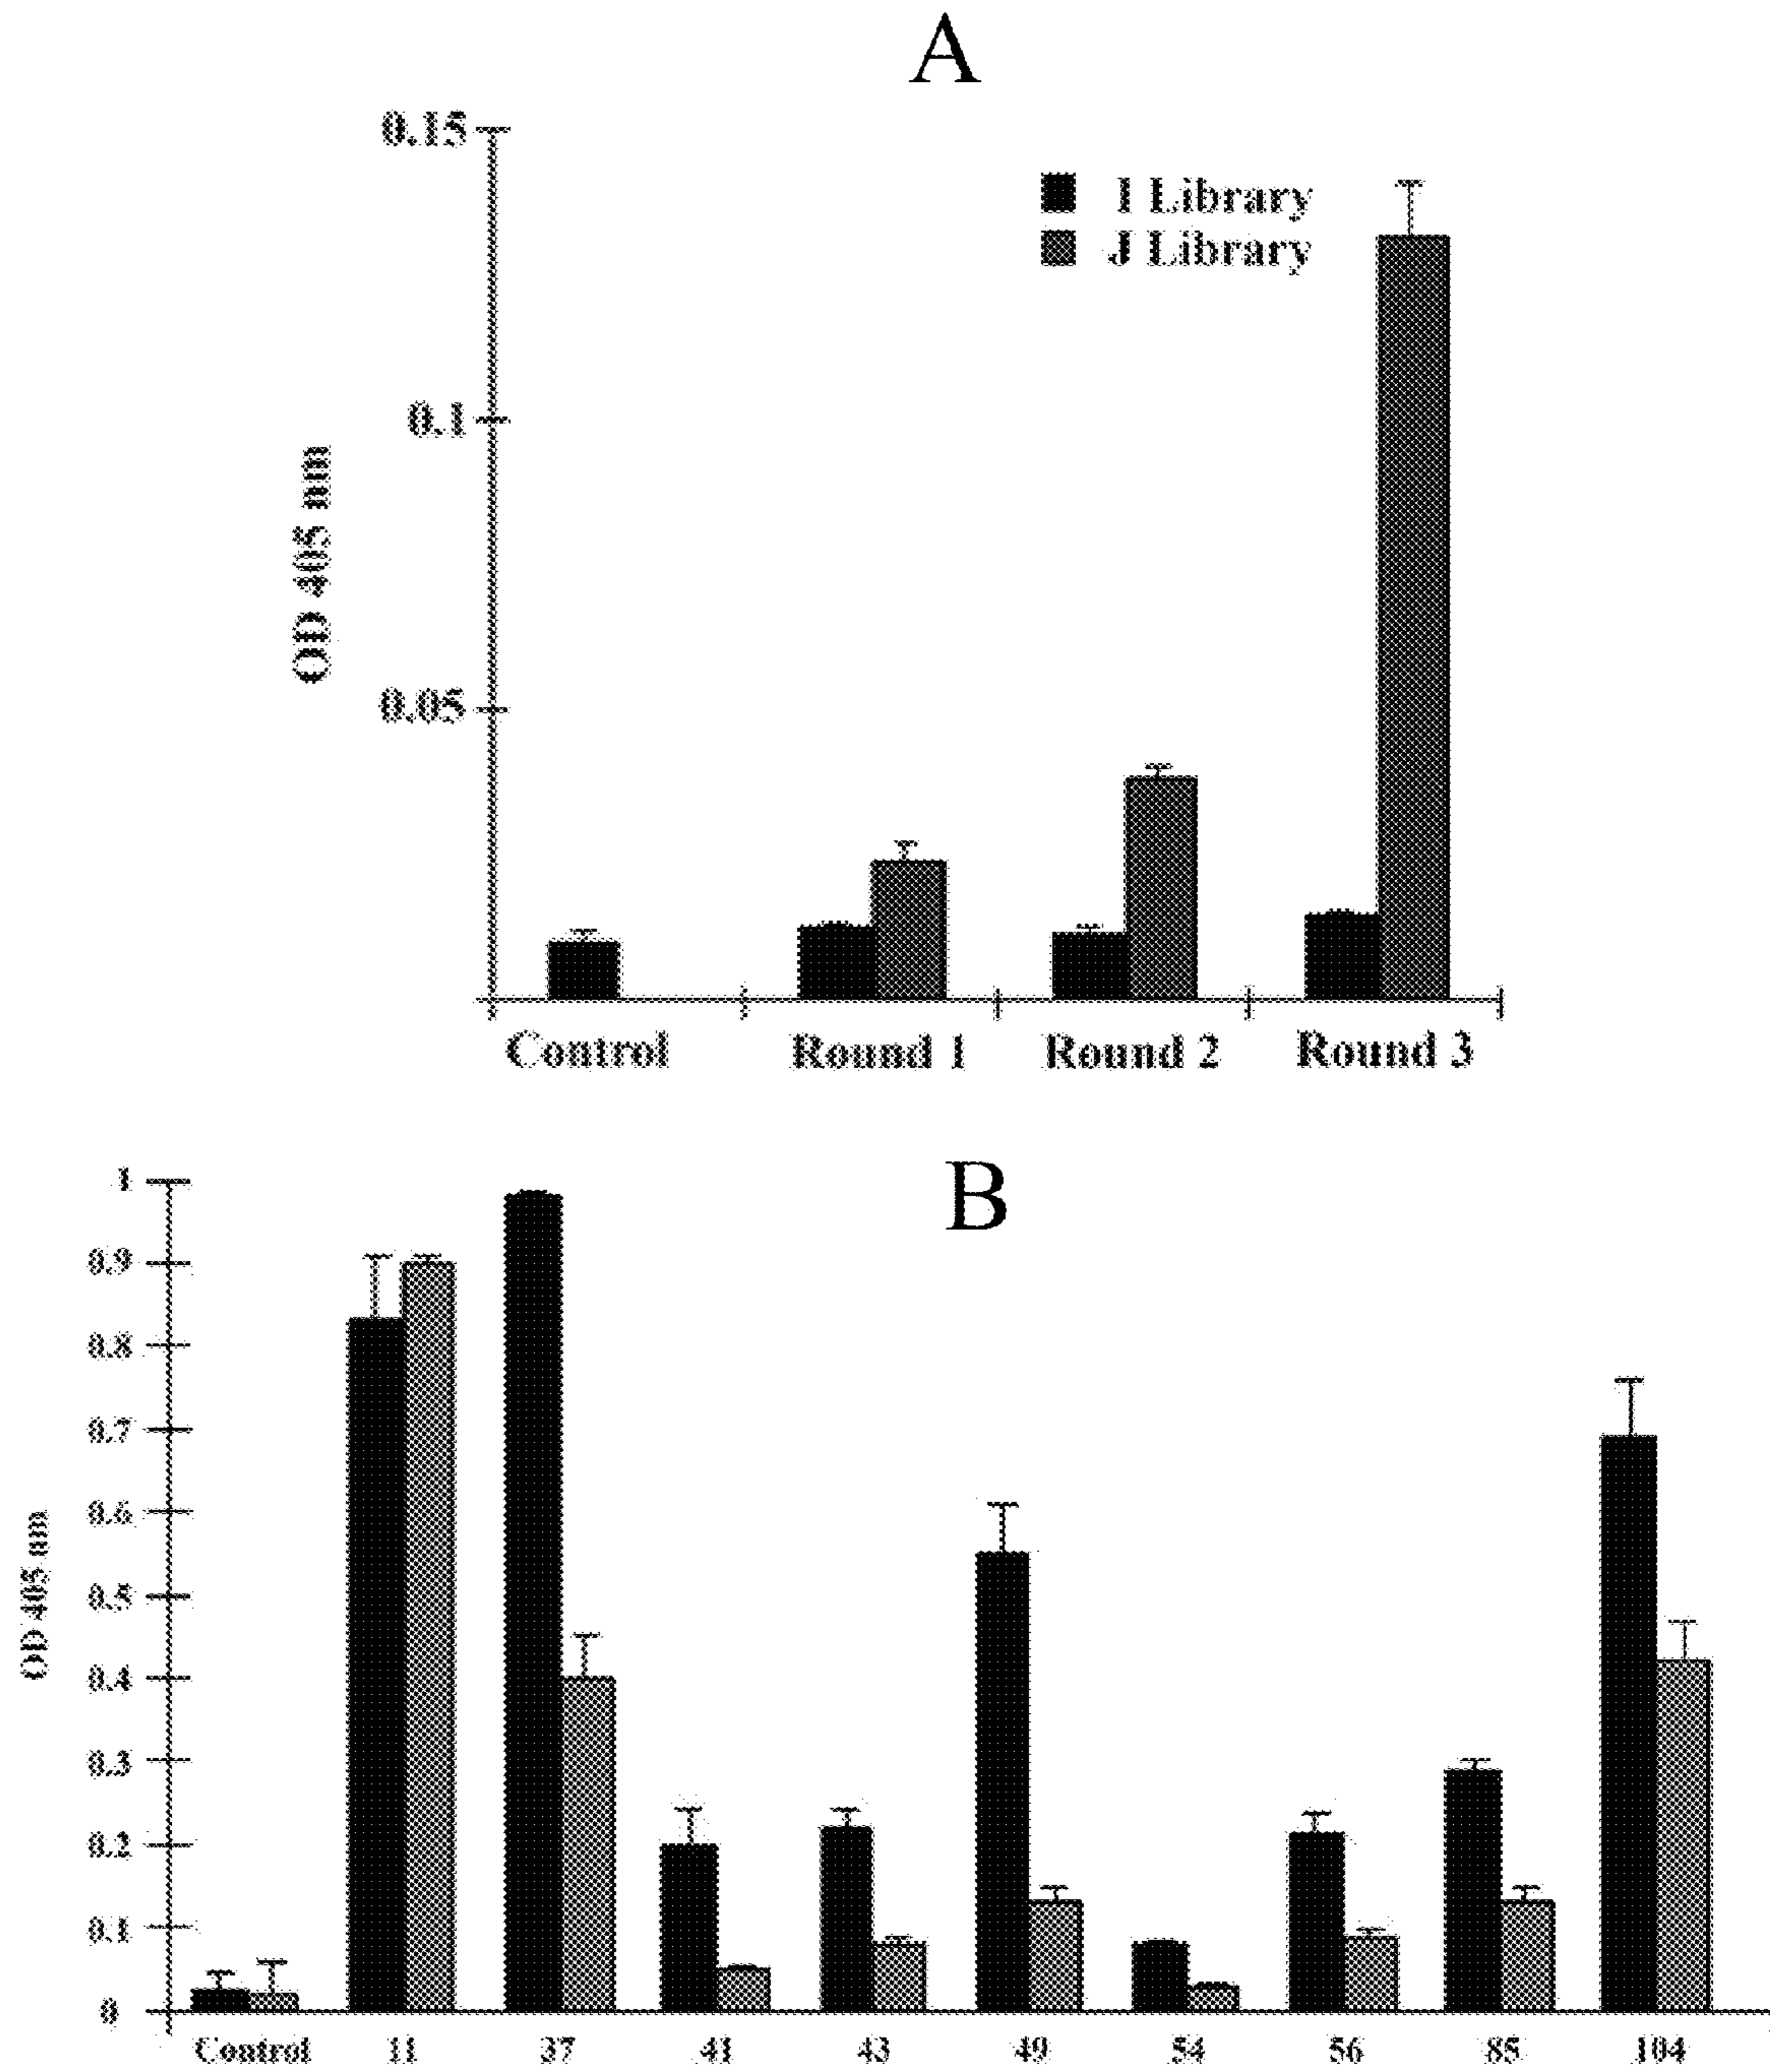 A
0.15
I Library
J Library
0.1
OD 405 nm
0.05
Control Round 1 Round 2 Round 3
B
1
0.9
0.8
0.7
0.6
OD 405 nm
0.5
0.4
0.3
0.2
0.1
0
Control 11 37 41 43 49 54 56 85 104